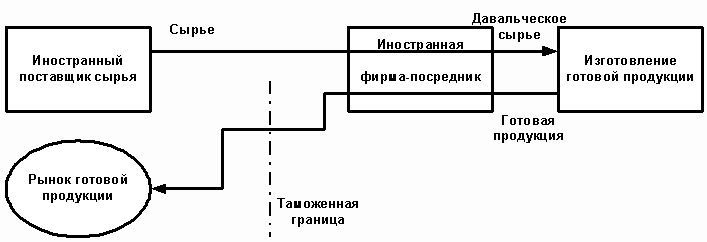 Иностранный
поставщик сырья
Сырье
Иностранная
фирма-посредник
Давальческое
сырье
Изготовление
готовой продукции
Готовая
продукция
Рынок готовой
продукции
Таможенная
граница